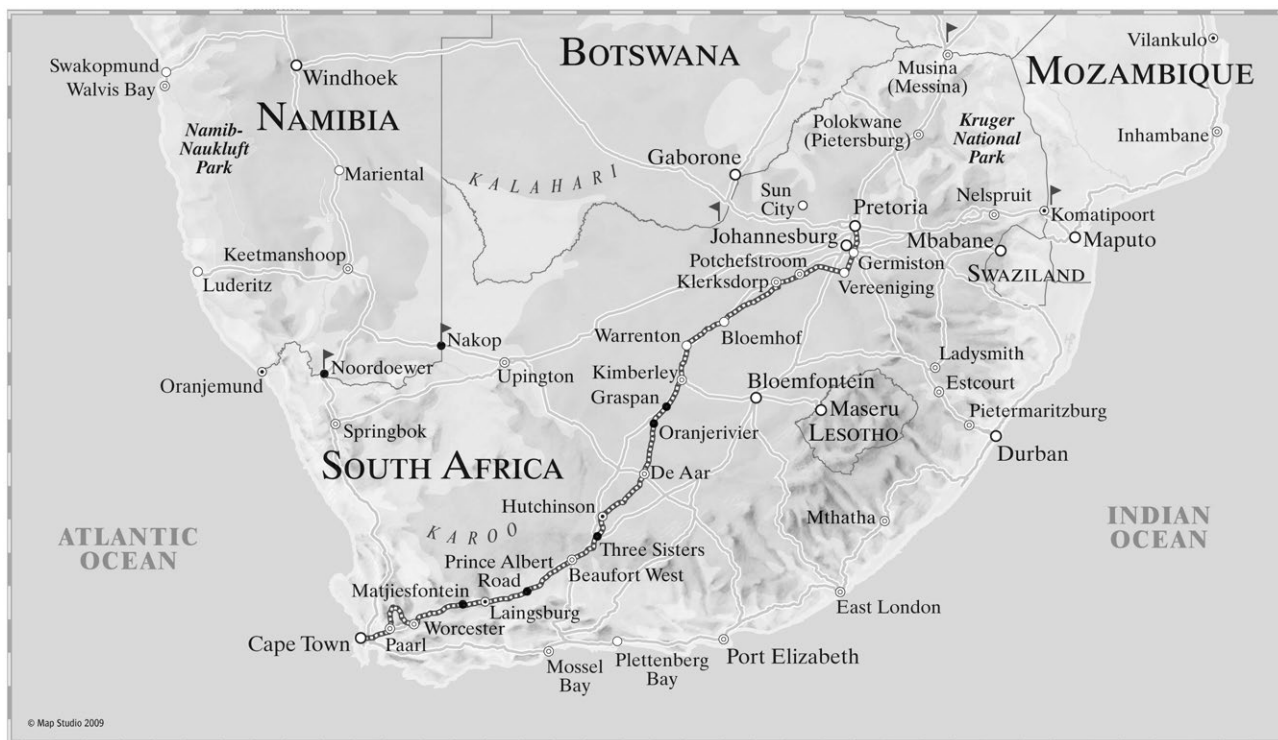 BOTSWANA
Vilankulo
Swakopmund
Walvis Bay
Windhoek
Musina
(Messina)
MOZAMBIQUE
NAMIBIA
Namib-
Naukluft
Park
Polokwane
(Pietersburg)
Kruger
National
Park
Inhambane
Gaborone
Mariental
KALAHARI
Sun
City
Nelspruit
Pretoria
Komatipoort
Johannesburg
Mbabane
Maputo
Keetmanshoop
Potchefstroom
Germiston
SWAZILAND
Luderitz
Klerksdorp
Vereeniging
Nakop
Warrenton
Bloemhof
Noordoewer
Ladysmith
Oranjemund
Upington
Kimberley
Bloemfontein
Estcourt
Graspan
Maseru
Pietermaritzburg
Springbok
Oranjerivier
LESOTHO
Durban
SOUTH AFRICA
De Aar
Hutchinson
Mthatha
INDIAN
OCEAN
ATLANTIC
OCEAN
KAROO
Three Sisters
Prince Albert
Road
Beaufort West
Matjiesfontein
Laingsburg
East London
Worcester
Cape Town
Paarl
Mossel
Bay
Plettenberg
Bay
Port Elizabeth
© Map Studio 2009